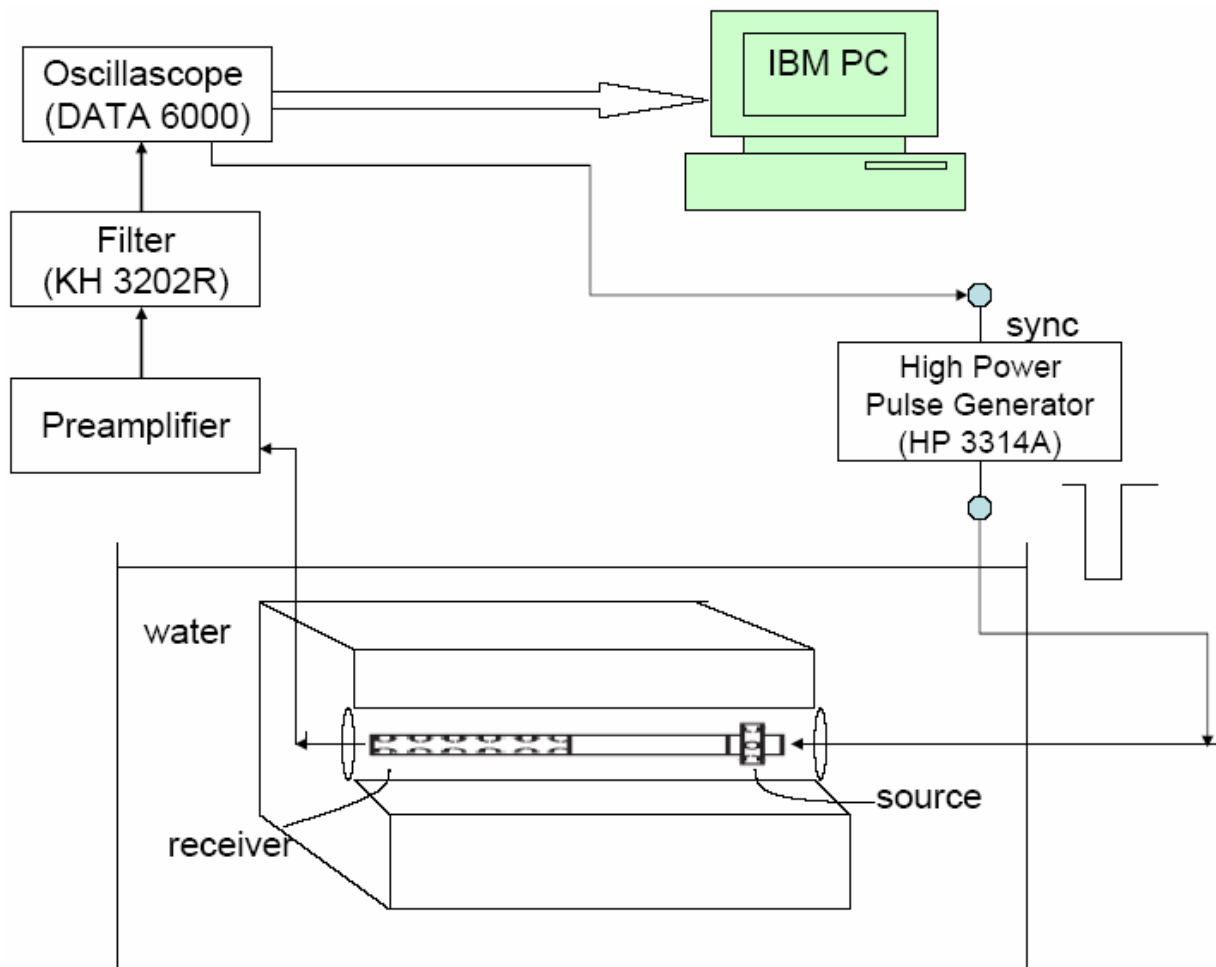 Oscillascope
(DATA 6000)
IBM PC
Filter
(KH 3202R)
sync
High Power
Pulse Generator
(HP 3314A)
Preamplifier
water
source
receiver